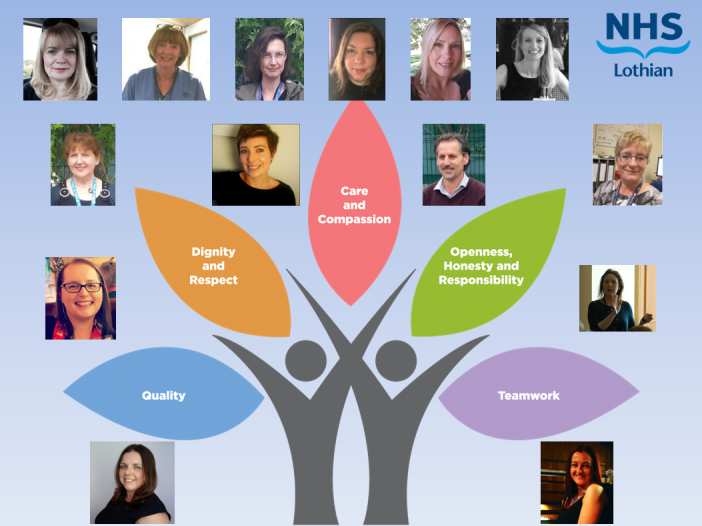 NHS
Lothian
Care
and
Compassion
Dignity
and
Respect
Openness,
Honesty and
Responsibility
Quality
Teamwork